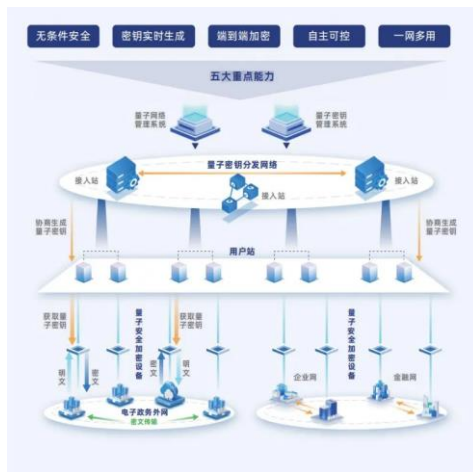 无条件安全
密钥实时生成
端到端加密
自主可控
一网多用
五大重点能力
量子网络
管理系统
量子密钥
管理系统
量子密钥分发网络
接入站
接入站
接入站
协商生成
量子密钥
协商生成
量子密钥
用户站
获取量
子密钥
量子安全加密设备
获取量
子密钥
量子安全加密设备
明文
密文
密文
明文
企业网
金融网
电子政务外网
密文传输